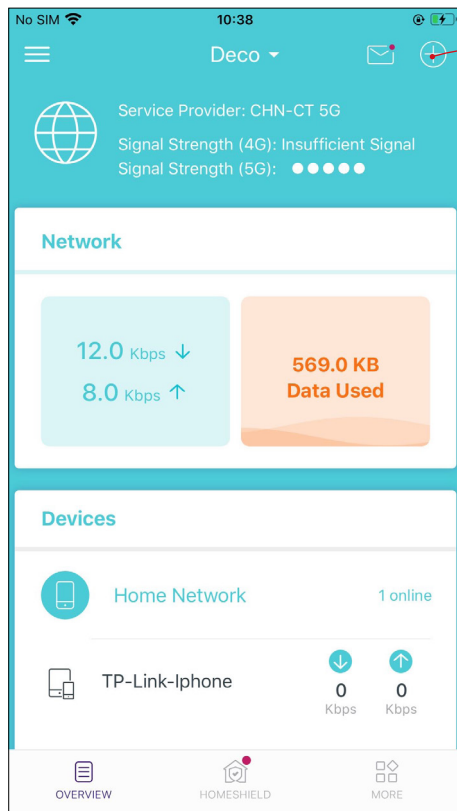 No SIM 10:38
Deco
Service Provider: CHN-CT 5G
Signal Strength (4G): Insufficient Signal
Signal Strength (5G):
Network
12.0 Kbps ↓
8.0 Kbps ↑
569.0 KB
Data Used
Devices
Home Network 1 online
TP-Link-Iphone
0 0
Kbps Kbps
OVERVIEW HOMESHIELD MORE